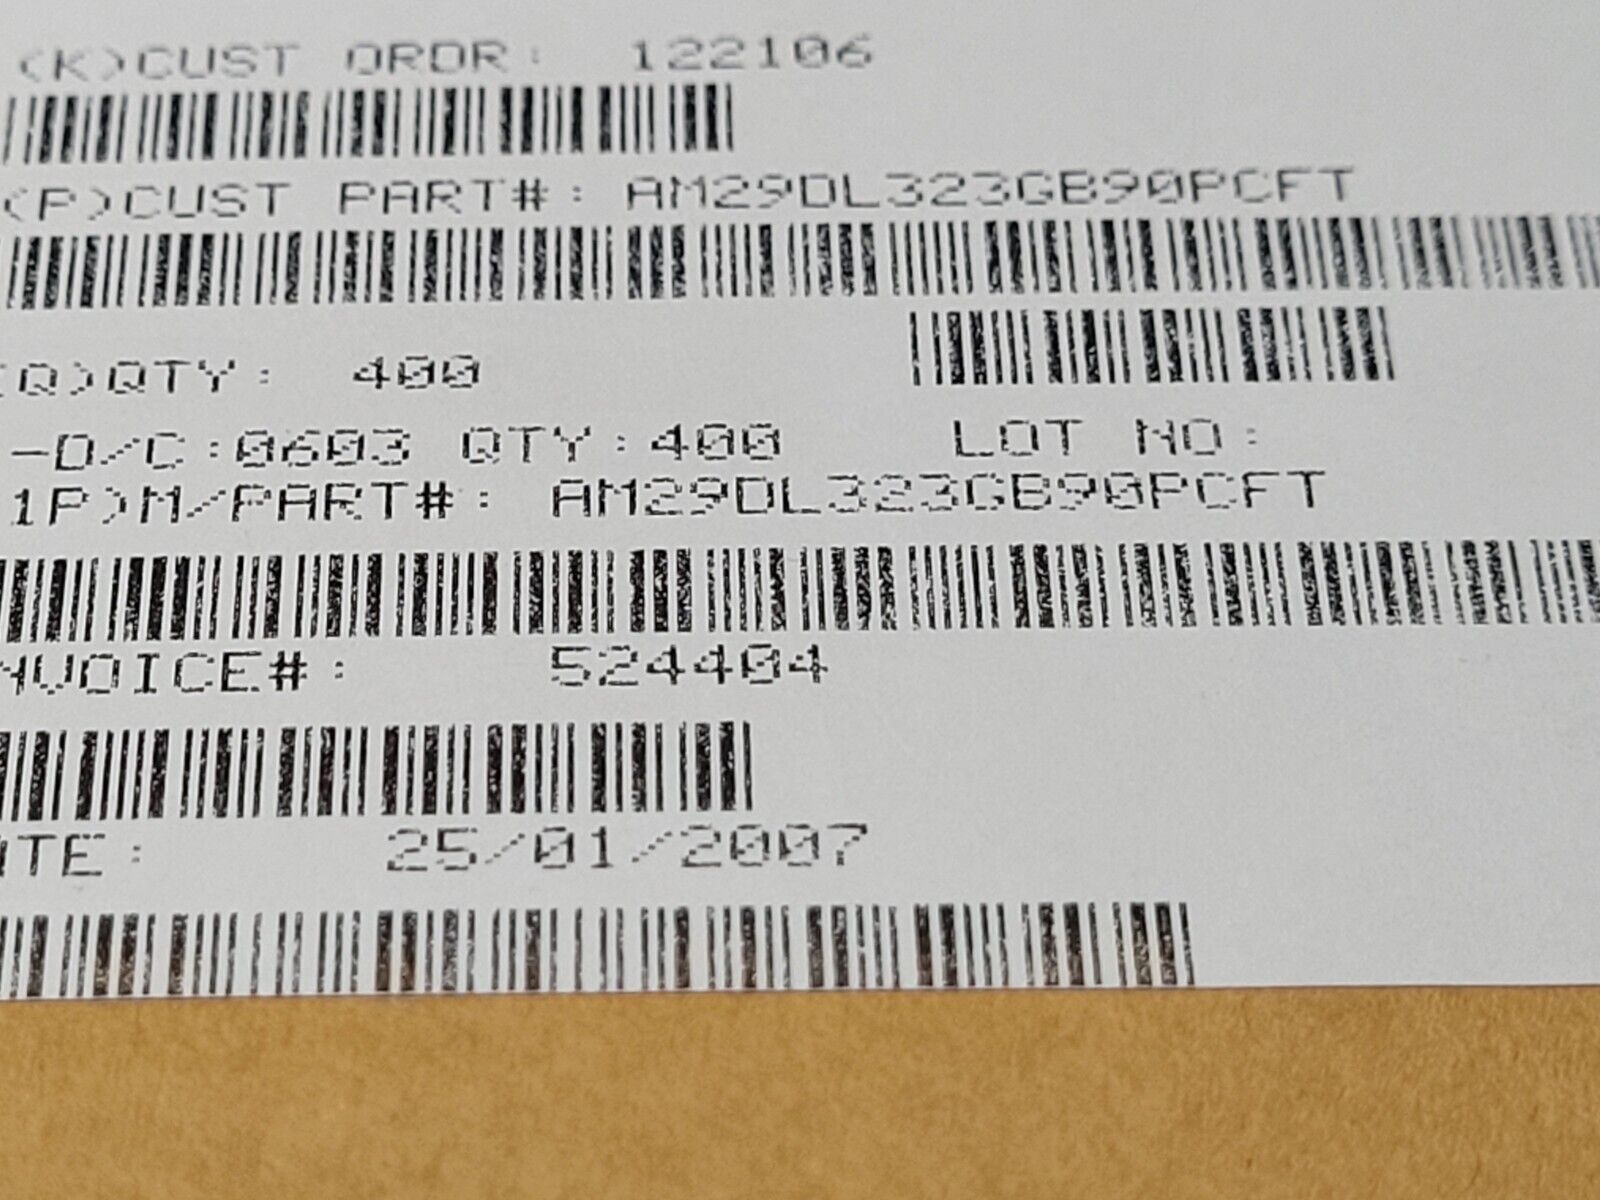 (K)CUST ORDR: 122106
(P)CUST PART#: AM29DL323GB90PCFT
(Q)QTY: 400
-D/C:0603 QTY:400 LOT NO:
1P)M/PART#: AM29DL323GB90PCFT
NVOICE#: 524404
ATE: 25/01/2007